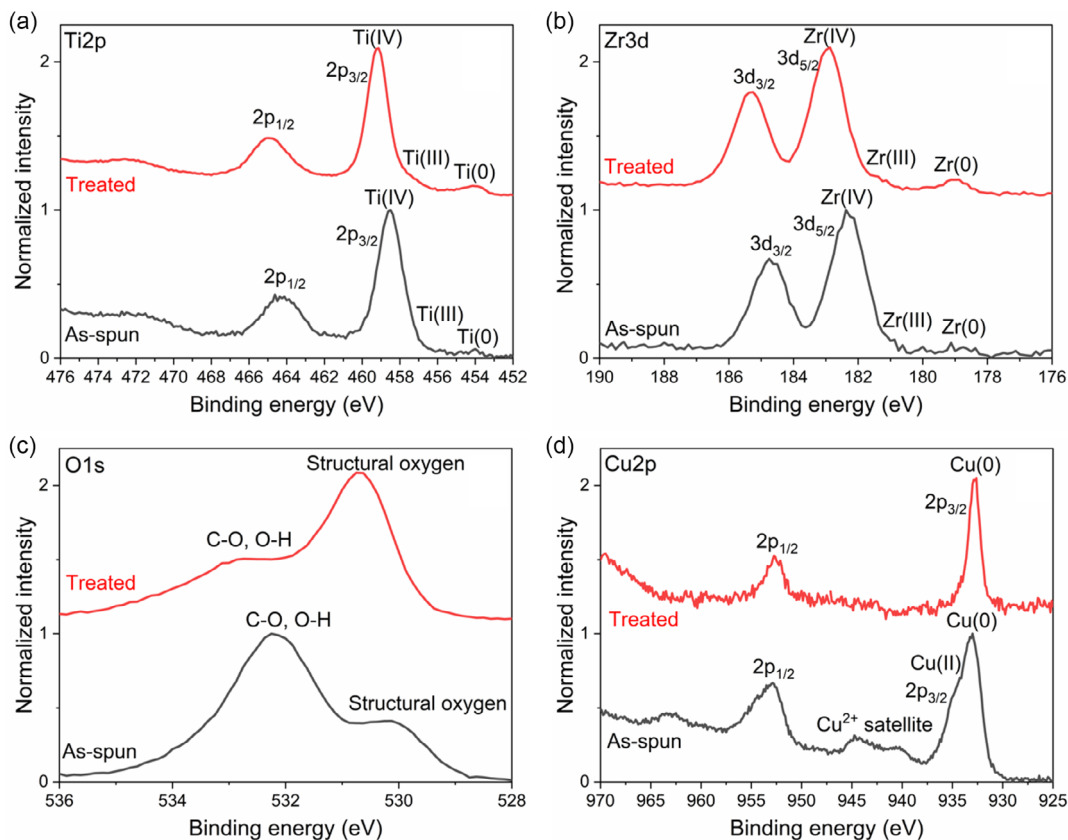 (a)
Ti2p
Ti(IV)
2p3/2
2p1/2
Ti(III)
Ti(0)
Treated
Ti(IV)
2p3/2
2p1/2
Ti(III)
Ti(0)
As-spun
Normalized intensity
2
1
0
476 474 472 470 468 466 464 462 460 458 456 454 452
Binding energy (eV)
(b)
Zr3d
Zr(IV)
3d5/2
3d3/2
Zr(III)
Zr(0)
Treated
Zr(IV)
3d5/2
3d3/2
Zr(III)
Zr(0)
As-spun
Normalized intensity
2
1
0
190 188 186 184 182 180 178 176
Binding energy (eV)
(c)
O1s
Structural oxygen
C-O, O-H
Treated
C-O, O-H
Structural oxygen
As-spun
Normalized intensity
2
1
0
536 534 532 530 528
Binding energy (eV)
(d)
Cu2p
Cu(0)
2p3/2
2p1/2
Treated
Cu(0)
Cu(II)
2p3/2
2p1/2
Cu2+ satellite
As-spun
Normalized intensity
2
1
0
970 965 960 955 950 945 940 935 930 925
Binding energy (eV)